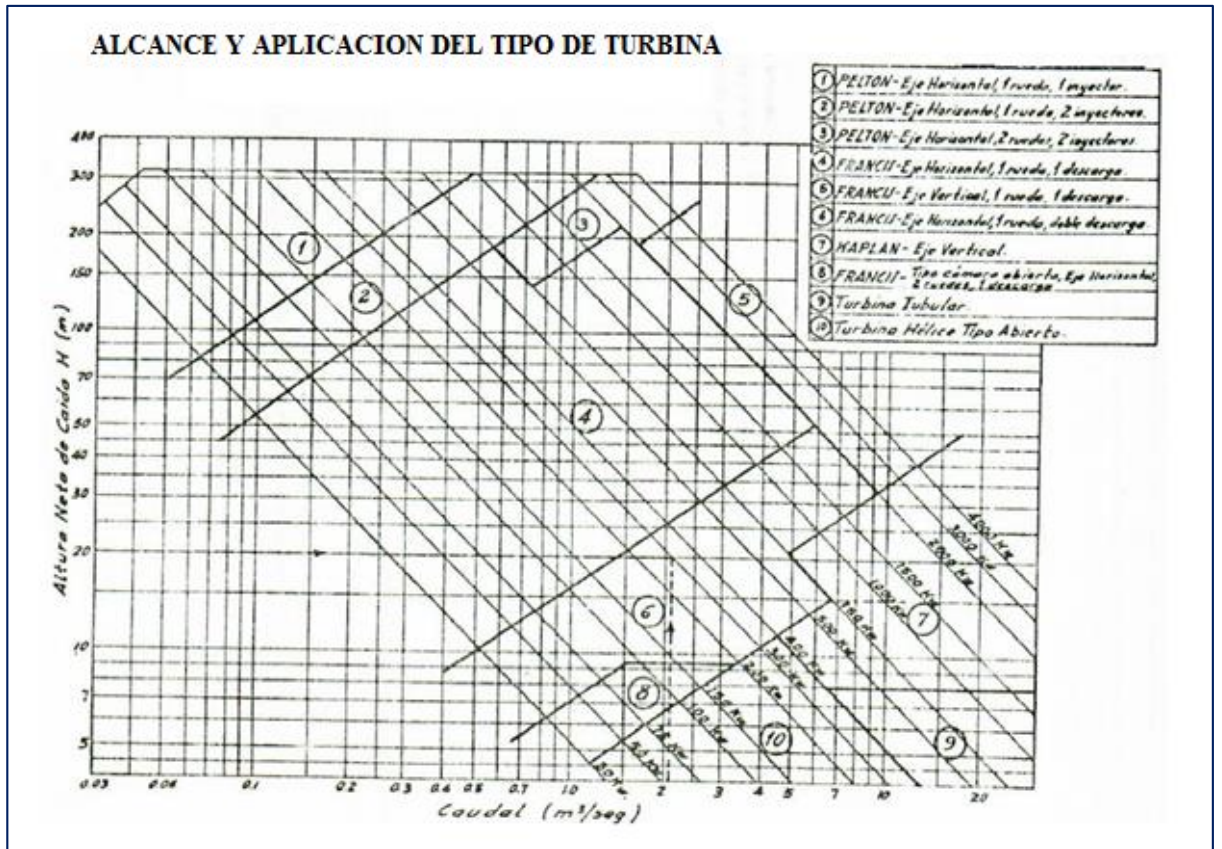 ALCANCE Y APLICACION DEL TIPO DE TURBINA
1 PELTON - Eje Horizontal, 1 rueda, 1 inyector.
2 PELTON - Eje Horizontal, 1 rueda, 2 inyectores.
3 PELTON - Eje Horizontal, 2 ruedas, 2 inyectores.
4 FRANCIS - Eje Horizontal, 1 rueda, 1 descarga.
5 FRANCIS - Eje Vertical, 1 rueda, 1 descarga.
6 FRANCIS - Eje Horizontal, 1 rueda, doble descarga.
7 KAPLAN - Eje Vertical.
8 FRANCIS - Tipo cámara abierta, Eje Horizontal,
2 ruedas, 1 descarga
9 Turbina Tubular.
10 Turbina Hélice Tipo Abierto.
Altura Neta de Caída H (m)
400
300
200
150
100
70
50
40
30
20
10
7
5
1
2
3
4
5
6
7
8
9
10
4000 Kw
3000 Kw
2000 Kw
1500 Kw
1000 Kw
750 Kw
500 Kw
400 Kw
300 Kw
200 Kw
150 Kw
100 Kw
75 Kw
50 Kw
0.03 0.1 0.2 0.3 0.4 0.5 0.7 1.0 2 3 4 5 7 10 20
Caudal (m³/seg)